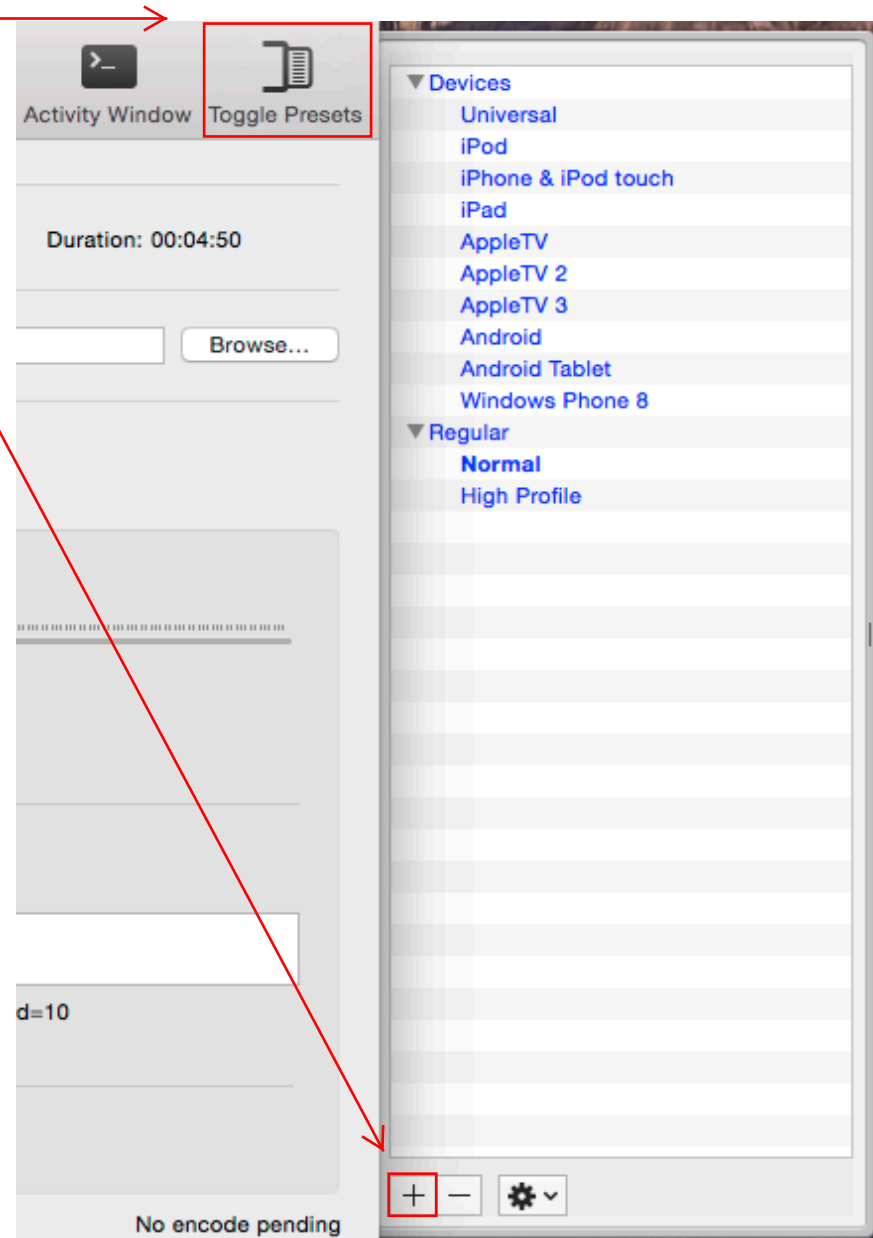 Activity Window Toggle Presets
Duration: 00:04:50
Browse...
d=10
No encode pending
Devices
Universal
iPod
iPhone & iPod touch
iPad
AppleTV
AppleTV 2
AppleTV 3
Android
Android Tablet
Windows Phone 8
Regular
Normal
High Profile